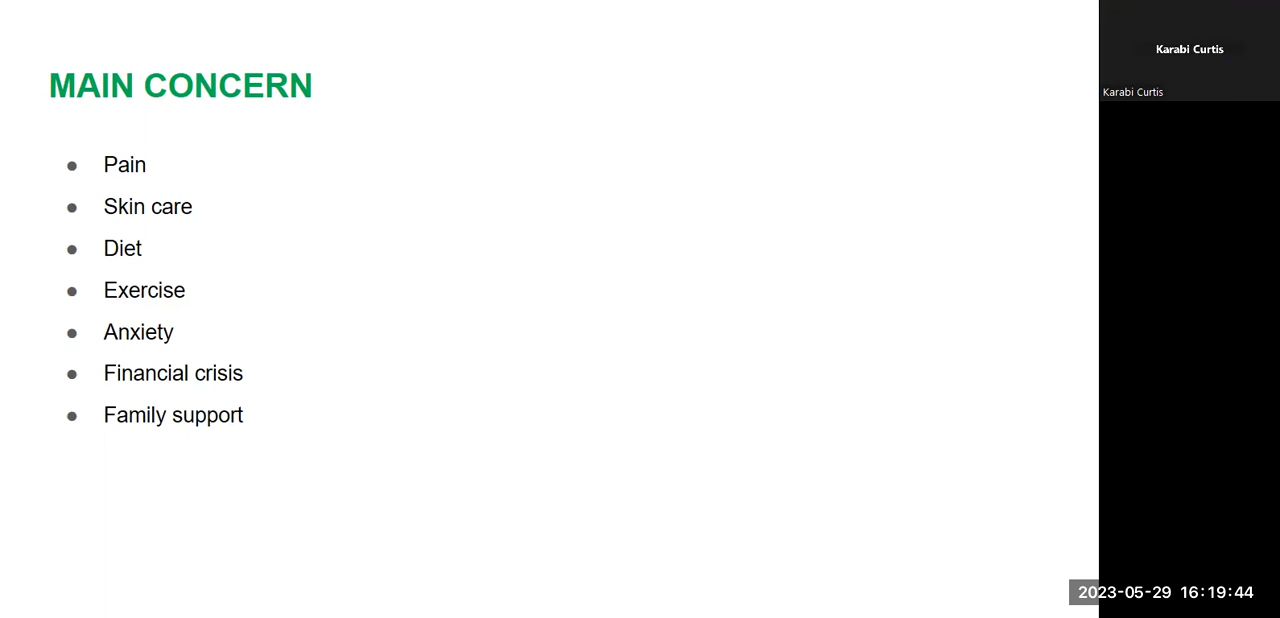 MAIN CONCERN
● Pain
● Skin care
● Diet
● Exercise
● Anxiety
● Financial crisis
● Family support
Karabi Curtis
Karabi Curtis
2023-05-29 16:19:44